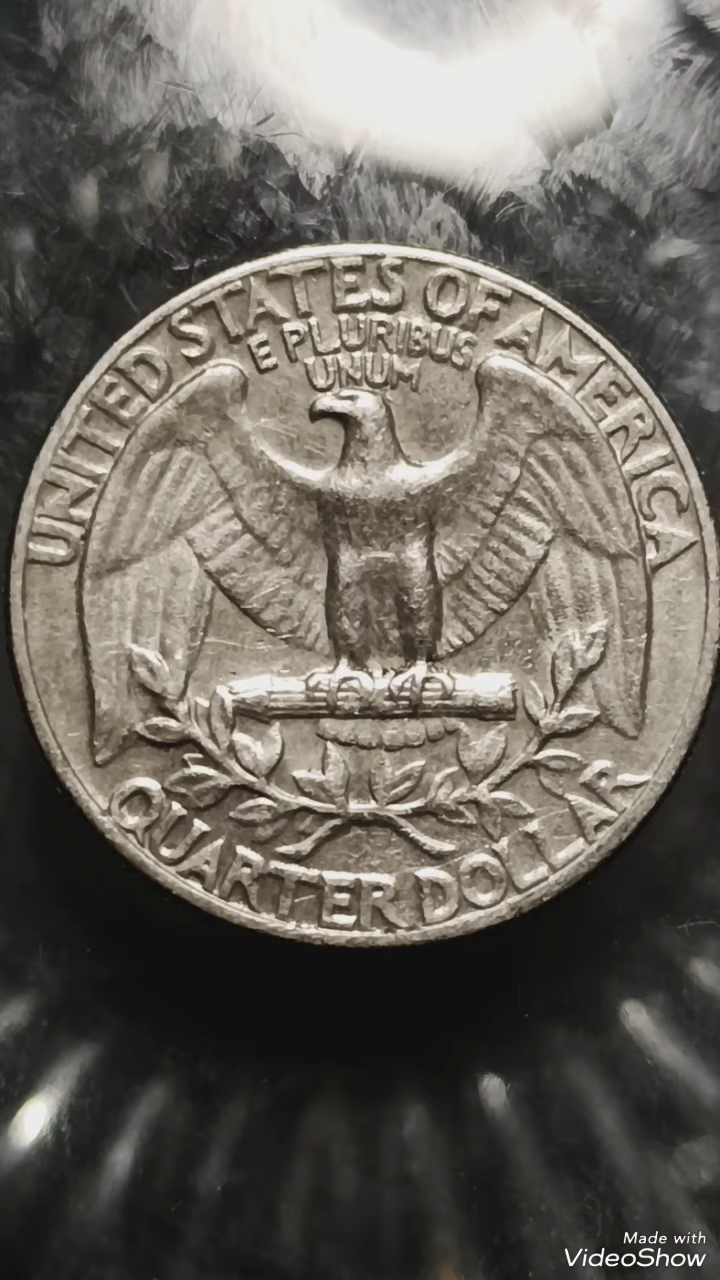 UNITED STATES OF AMERICA
E PLURIBUS
UNUM
QUARTER DOLLAR
Made with
VideoShow